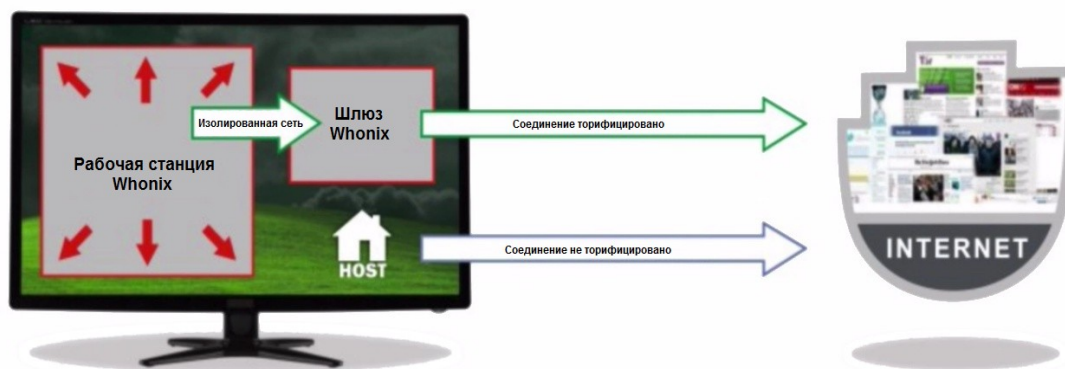 Рабочая станция
Whonix
Изолированная сеть
Шлюз
Whonix
Соединение торифицировано
HOST
Соединение не торифицировано
INTERNET